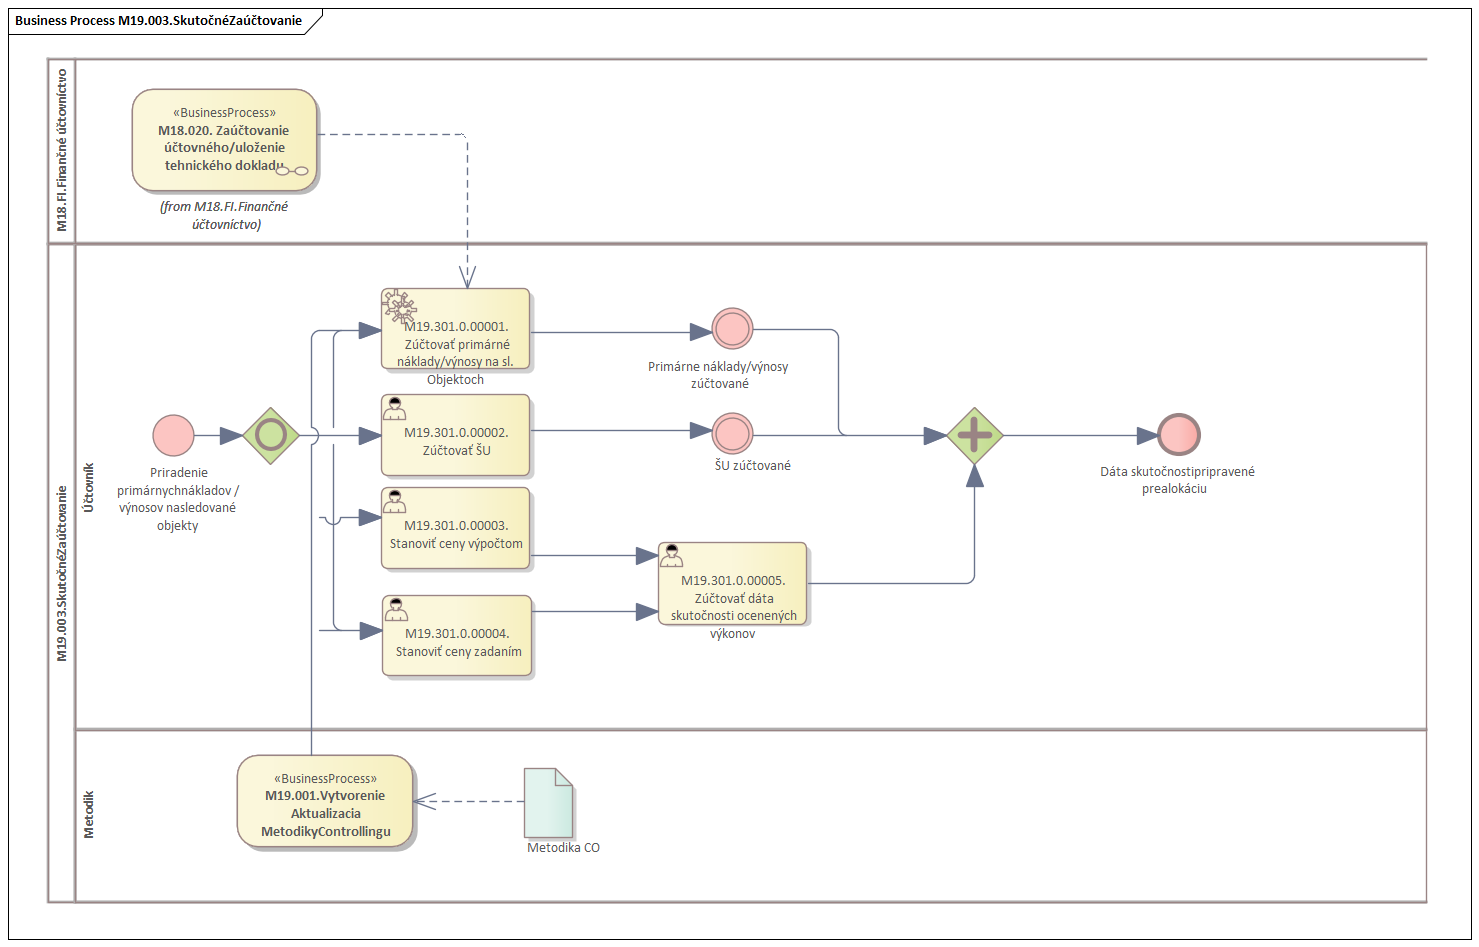 Business Process M19.003.SkutočnéZaúčtovanie
M18.FI.Finančné účtovníctvo
«BusinessProcess»
M18.020. Zaúčtovanie
účtovného/uloženie
tehnického dokladu
(from M18.FI.Finančné
účtovníctvo)
M19.003.SkutočnéZaúčtovanie
Účtovník
Priradenie
primárnychnákladov /
výnosov nasledované
objekty
M19.301.0.00001.
Zúčtovať primárné
náklady/výnosy na sl.
Objektoch
M19.301.0.00002.
Zúčtovať ŠU
M19.301.0.00003.
Stanoviť ceny výpočtom
M19.301.0.00004.
Stanoviť ceny zadaním
Primárne náklady/výnosy
zúčtované
ŠU zúčtované
M19.301.0.00005.
Zúčtovať dáta
skutočnosti ocenených
výkonov
Dáta skutočnostipripravené
prealokáciu
Metodik
«BusinessProcess»
M19.001.Vytvorenie
Aktualizacia
MetodikyControllingu
Metodika CO